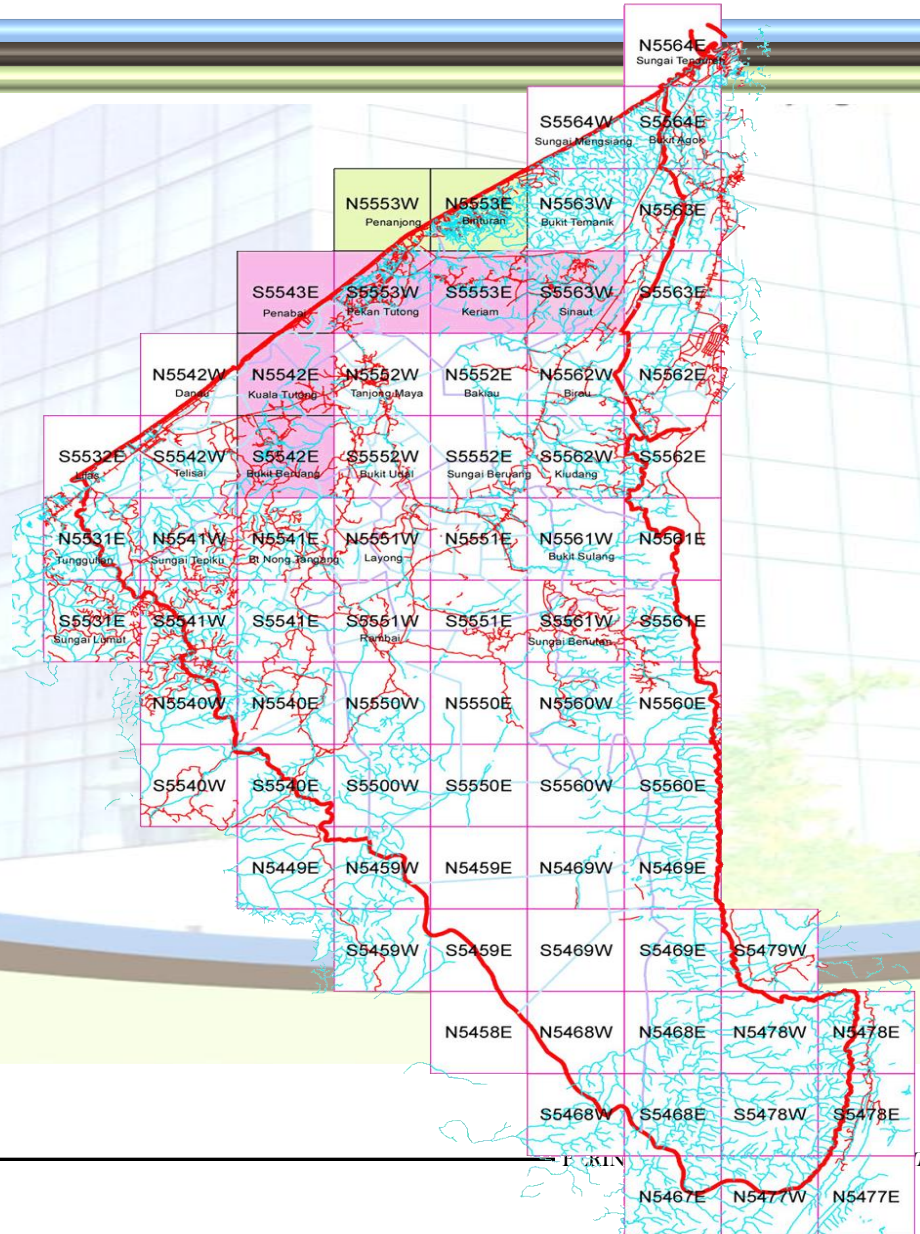 N5564E
Sungai Tenguran
S5564W S5564E
Sungai Mengsiang Bukit Agok
N5553W N5553E N5563W N5563E
Penanjong Binturan Bukit Temanik
S5543E S5553W S5553E S5563W S5563E
Penabai Pekan Tutong Keriam Sinaut
N5542W N5542E N5552W N5552E N5562W N5562E
Danau Kuala Tutong Tanjong Maya Bakiau Birau
S5532E S5542W S5542E S5552W S5552E S5562W S5562E
Telisai Bukit Beruang Bukit Udal Sungai Beruang Kiudang
N5531E N5541W N5541E N5551W N5551E N5561W N5561E
Tunggulian Sungai Tepiku Bt Nong Tangang Layong Bukit Sulang
S5531E S5541W S5541E S5551W S5551E S5561W S5561E
Sungai Lumut Rambai Sungai Benutan
N5540W N5540E N5550W N5550E N5560W N5560E
S5540W S5540E S5500W S5550E S5560W S5560E
N5449E N5459W N5459E N5469W N5469E
S5459W S5459E S5469W S5469E S5479W
N5458E N5468W N5468E N5478W N5478E
S5468W S5468E S5478W S5478E
N5467E N5477W N5477E